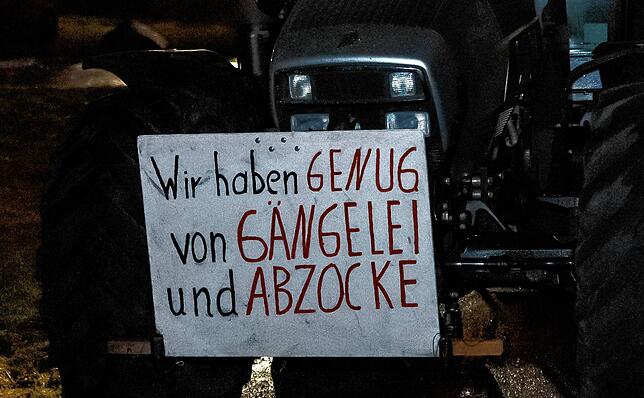 Wir haben GENUG
von GÄNGELEI
und ABZOCKE